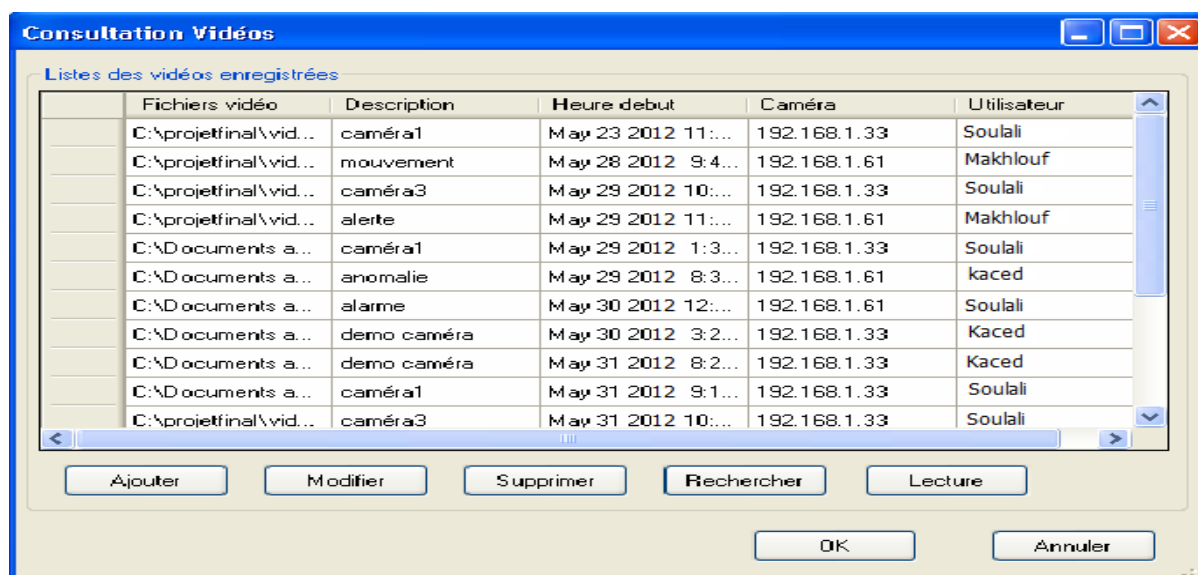 Consultation Vidéos
Listes des vidéos enregistrées
Fichiers vidéo Description Heure debut Caméra Utilisateur
C:\projetfinal\vid... caméra1 May 23 2012 11:... 192.168.1.33 Soulali
C:\projetfinal\vid... mouvement May 28 2012 9:4... 192.168.1.61 Makhlouf
C:\projetfinal\vid... caméra3 May 29 2012 10:... 192.168.1.33 Soulali
C:\projetfinal\vid... alerte May 29 2012 11:... 192.168.1.61 Makhlouf
C:\Documents a... caméra1 May 29 2012 1:3... 192.168.1.33 Soulali
C:\Documents a... anomalie May 29 2012 8:3... 192.168.1.61 kaced
C:\Documents a... alarme May 30 2012 12:... 192.168.1.61 Soulali
C:\Documents a... demo caméra May 30 2012 3:2... 192.168.1.33 Kaced
C:\Documents a... demo caméra May 31 2012 8:2... 192.168.1.33 Kaced
C:\Documents a... caméra1 May 31 2012 9:1... 192.168.1.33 Soulali
C:\projetfinal\vid... caméra3 May 31 2012 10:... 192.168.1.33 Soulali
Ajouter Modifier Supprimer Rechercher Lecture
OK Annuler